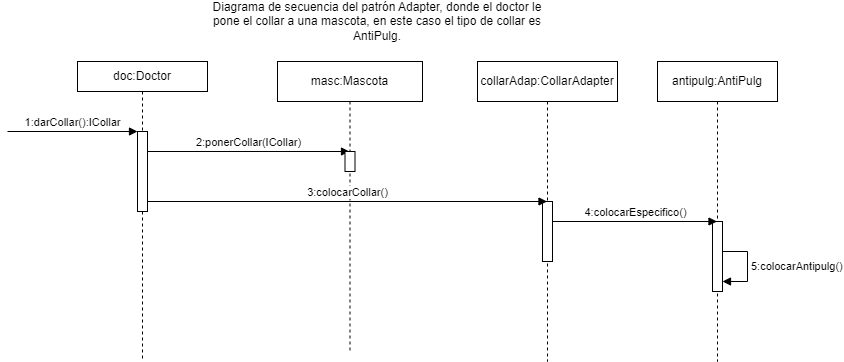 Diagrama de secuencia del patrón Adapter, donde el doctor le
pone el collar a una mascota, en este caso el tipo de collar es
AntiPulg.
doc:Doctor
masc:Mascota
collarAdap:CollarAdapter
antipulg:AntiPulg
1:darCollar():ICollar
2:ponerCollar(ICollar)
3:colocarCollar()
4:colocarEspecifico()
5:colocarAntipulg()